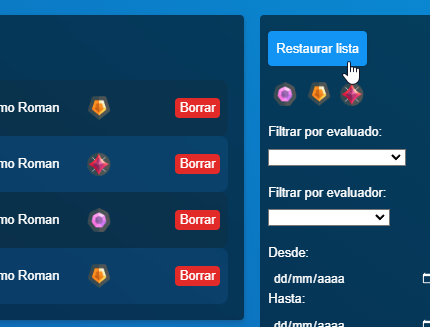 mo Roman Borrar
mo Roman Borrar
mo Roman Borrar
mo Roman Borrar
Restaurar lista
Filtrar por evaluado:
Filtrar por evaluador:
Desde:
dd/mm/aaaa
Hasta:
dd/mm/aaaa